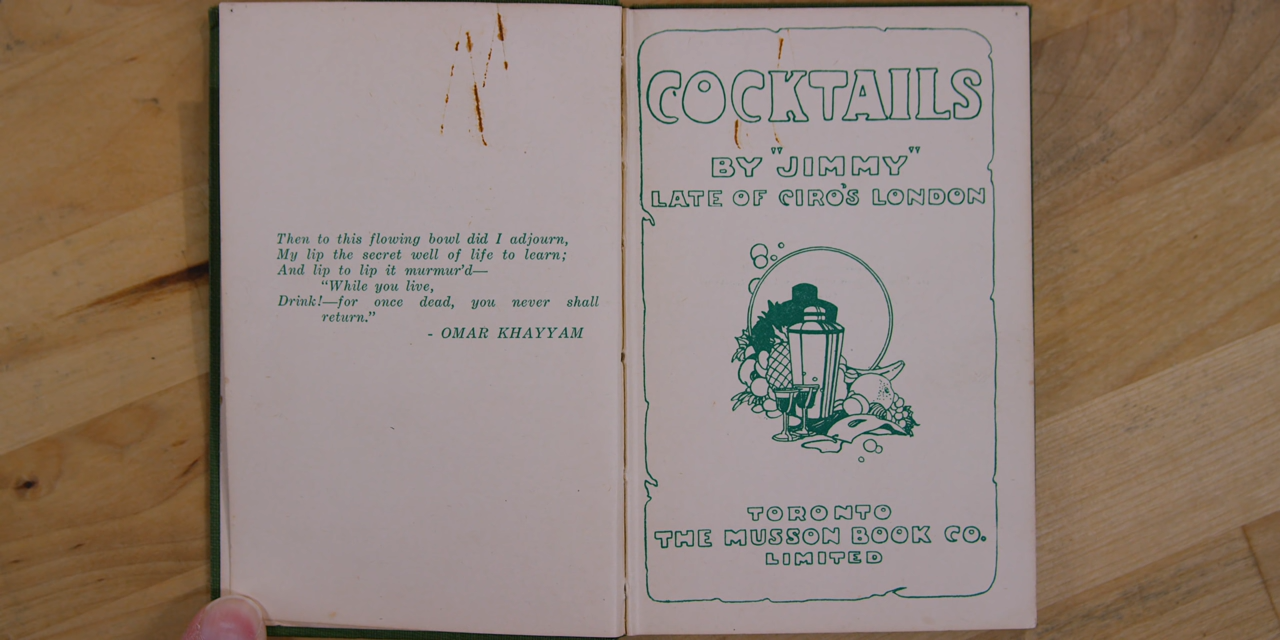 Then to this flowing bowl did I adjourn,
My lip the secret well of life to learn;
And lip to lip it murmur'd—
“While you live,
Drink!—for once dead, you never shall
return.”
- OMAR KHAYYAM
COCKTAILS
BY "JIMMY"
LATE OF CIRO'S LONDON
TORONTO
THE MUSSON BOOK CO.
LIMITED